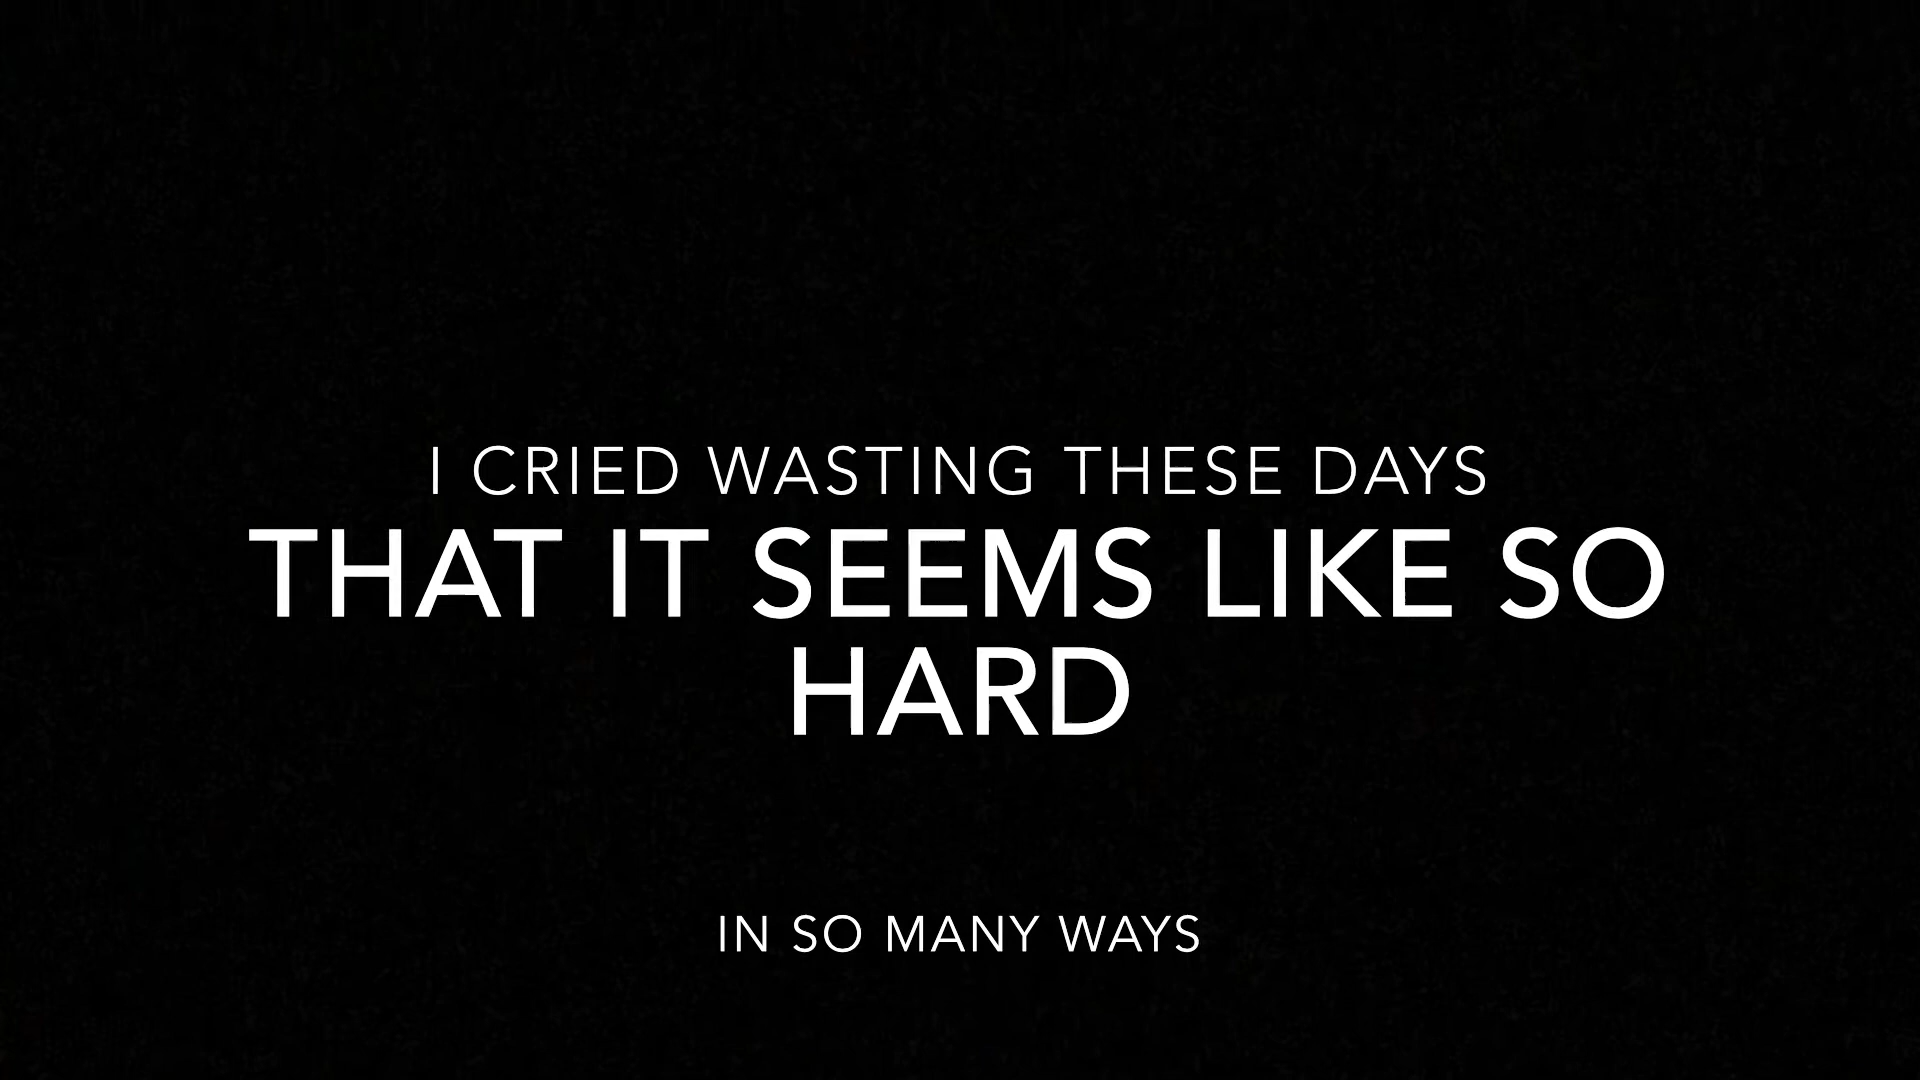 I CRIED WASTING THESE DAYS
THAT IT SEEMS LIKE SO
HARD
IN SO MANY WAYS